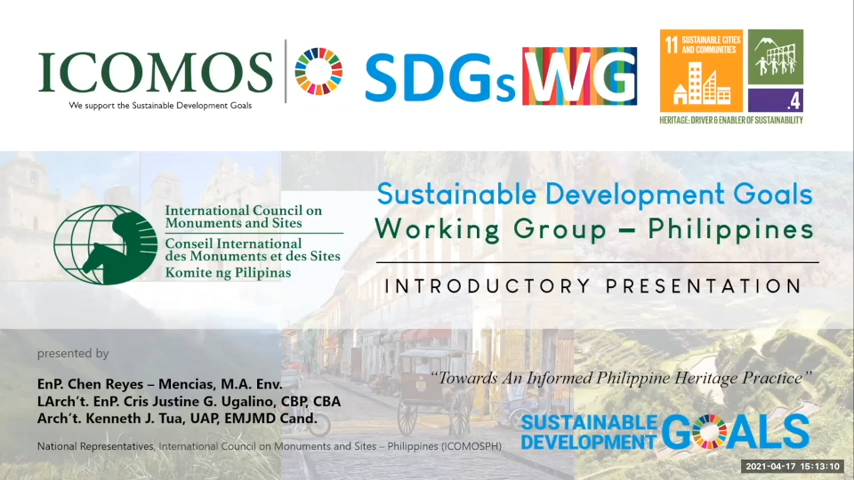 ICOMOS
We support the Sustainable Development Goals
SDGs WG
11 SUSTAINABLE CITIES
AND COMMUNITIES
.4
HERITAGE: DRIVER & ENABLER OF SUSTAINABILITY
International Council on
Monuments and Sites
Conseil International
des Monuments et des Sites
Komite ng Pilipinas
Sustainable Development Goals
Working Group – Philippines
INTRODUCTORY PRESENTATION
presented by
EnP. Chen Reyes – Mencias, M.A. Env.
LArch't. EnP. Cris Justine G. Ugalino, CBP, CBA
Arch't. Kenneth J. Tua, UAP, EMJMD Cand.
National Representatives, International Council on Monuments and Sites – Philippines (ICOMOSPH)
“Towards An Informed Philippine Heritage Practice”
SUSTAINABLE
DEVELOPMENT
GOALS
2021-04-17 15:13:10